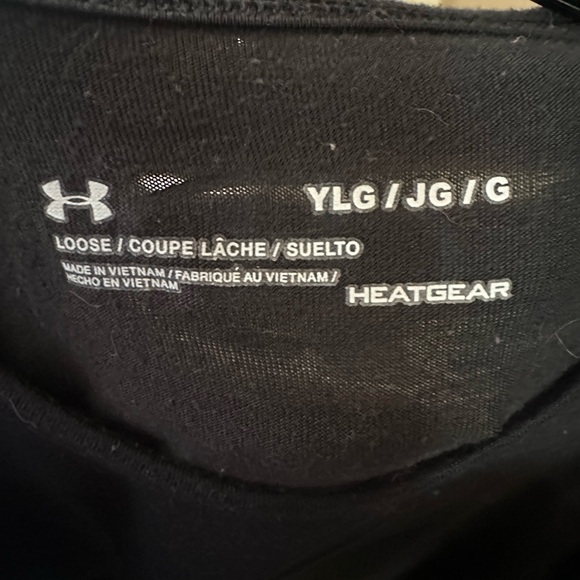 YLG / JG / G
LOOSE / COUPE LÂCHE / SUELTO
MADE IN VIETNAM / FABRIQUÉ AU VIETNAM /
HECHO EN VIETNAM
HEATGEAR